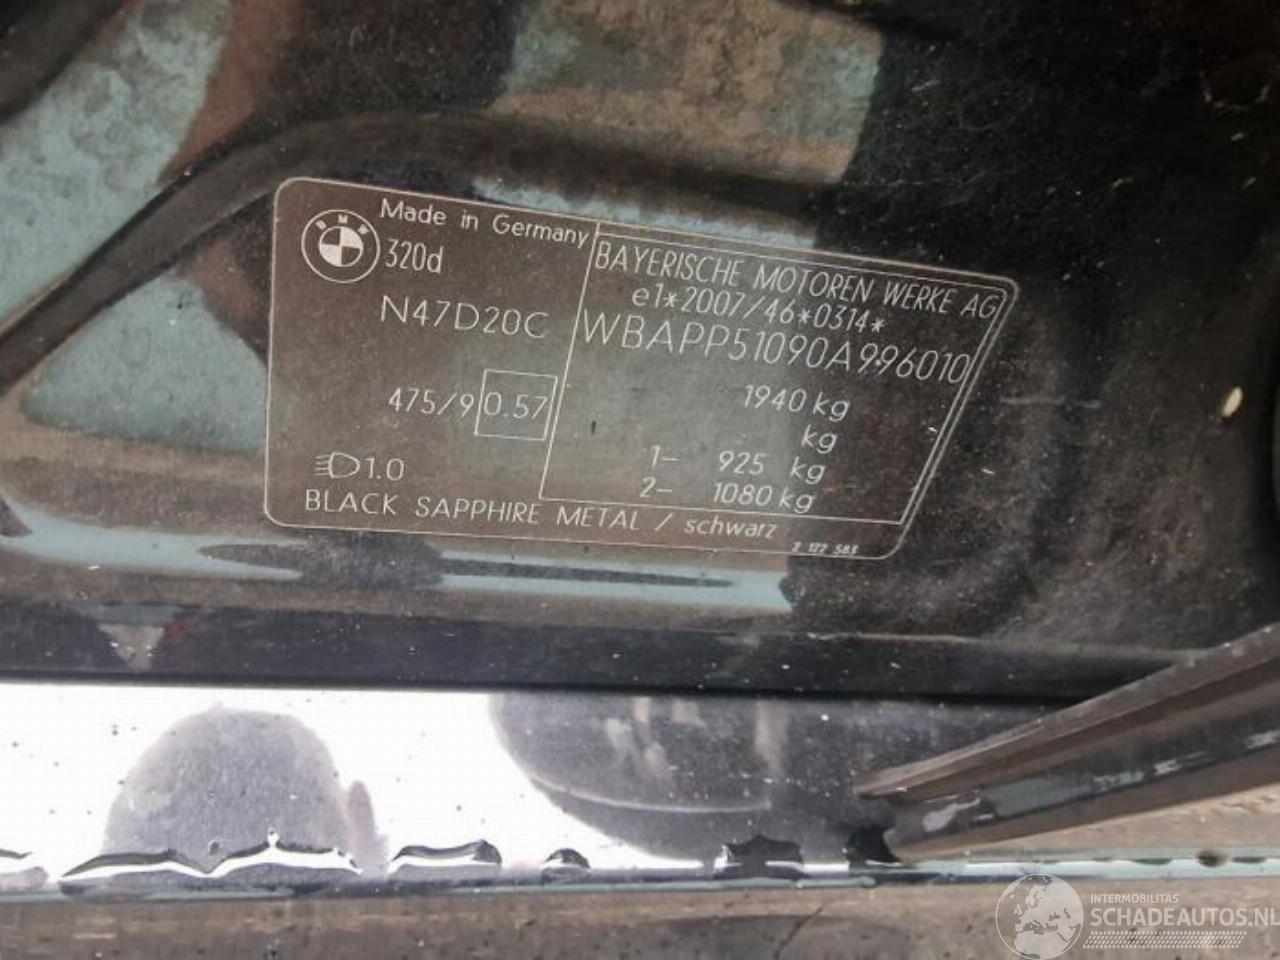 BMW
Made in Germany
320d
N47D20C
475/9 0.57
1.0
BLACK SAPPHIRE METAL / schwarz
BAYERISCHE MOTOREN WERKE AG
e1*2007/46*0314*
WBAPP51090A996010
1940 kg
kg
1- 925 kg
2- 1080 kg
INTERMOBILITAS
SCHADEAUTOS.NL